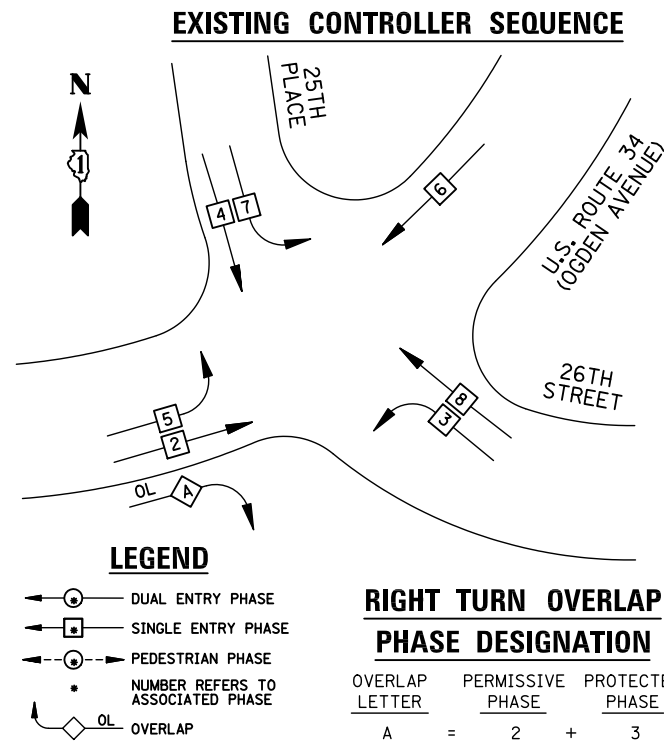 EXISTING CONTROLLER SEQUENCE
N
1
25TH
PLACE
U.S. ROUTE 34
(OGDEN AVENUE)
26TH
STREET
4
7
6
5
2
8
3
OL
A
LEGEND
* DUAL ENTRY PHASE
* SINGLE ENTRY PHASE
* PEDESTRIAN PHASE
* NUMBER REFERS TO
ASSOCIATED PHASE
OL OVERLAP
RIGHT TURN OVERLAP
PHASE DESIGNATION
OVERLAP PERMISSIVE PROTECTE
LETTER PHASE PHASE
A = 2 + 3